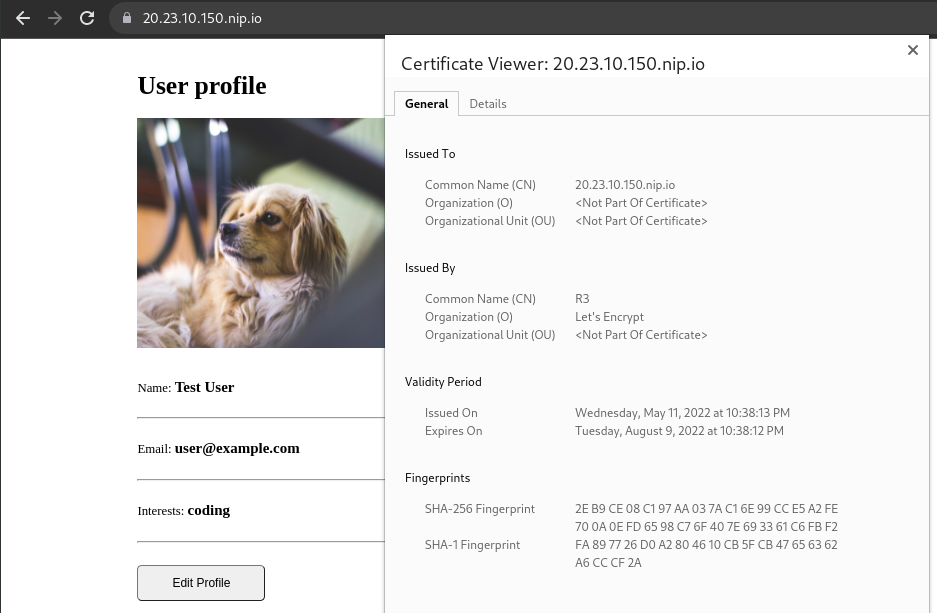 20.23.10.150.nip.io
Certificate Viewer: 20.23.10.150.nip.io
General Details
User profile
Name: Test User
Email: user@example.com
Interests: coding
Edit Profile
Issued To
Common Name (CN) 20.23.10.150.nip.io
Organization (O) <Not Part Of Certificate>
Organizational Unit (OU) <Not Part Of Certificate>
Issued By
Common Name (CN) R3
Organization (O) Let's Encrypt
Organizational Unit (OU) <Not Part Of Certificate>
Validity Period
Issued On Wednesday, May 11, 2022 at 10:38:13 PM
Expires On Tuesday, August 9, 2022 at 10:38:12 PM
Fingerprints
SHA-256 Fingerprint 2E B9 CE 08 C1 97 AA 03 7A C1 6E 99 CC E5 A2 FE
70 0A 0E FD 65 98 C7 6F 40 7E 69 33 61 C6 FB F2
SHA-1 Fingerprint FA 89 77 26 D0 A2 80 46 10 CB 5F CB 47 65 63 62
A6 CC CF 2A